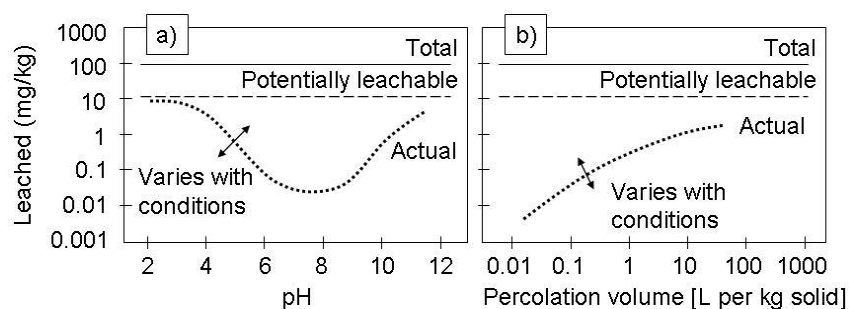 a)
1000
100
10
1
0.1
0.01
0.001
Leached (mg/kg)
Total
Potentially leachable
Actual
Varies with
conditions
2 4 6 8 10 12
pH
b)
Total
Potentially leachable
Actual
Varies with
conditions
0.01 0.1 1 10 100 1000
Percolation volume [L per kg solid]